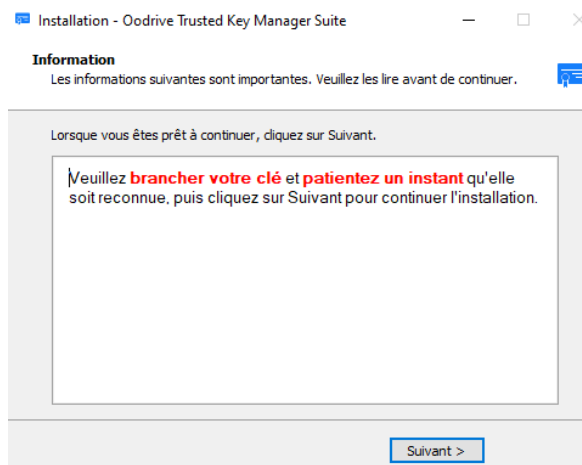 Installation - Oodrive Trusted Key Manager Suite
Information
Les informations suivantes sont importantes. Veuillez les lire avant de continuer.
Lorsque vous êtes prêt à continuer, cliquez sur Suivant.
Veuillez brancher votre clé et patientez un instant qu'elle
soit reconnue, puis cliquez sur Suivant pour continuer l'installation.
Suivant >